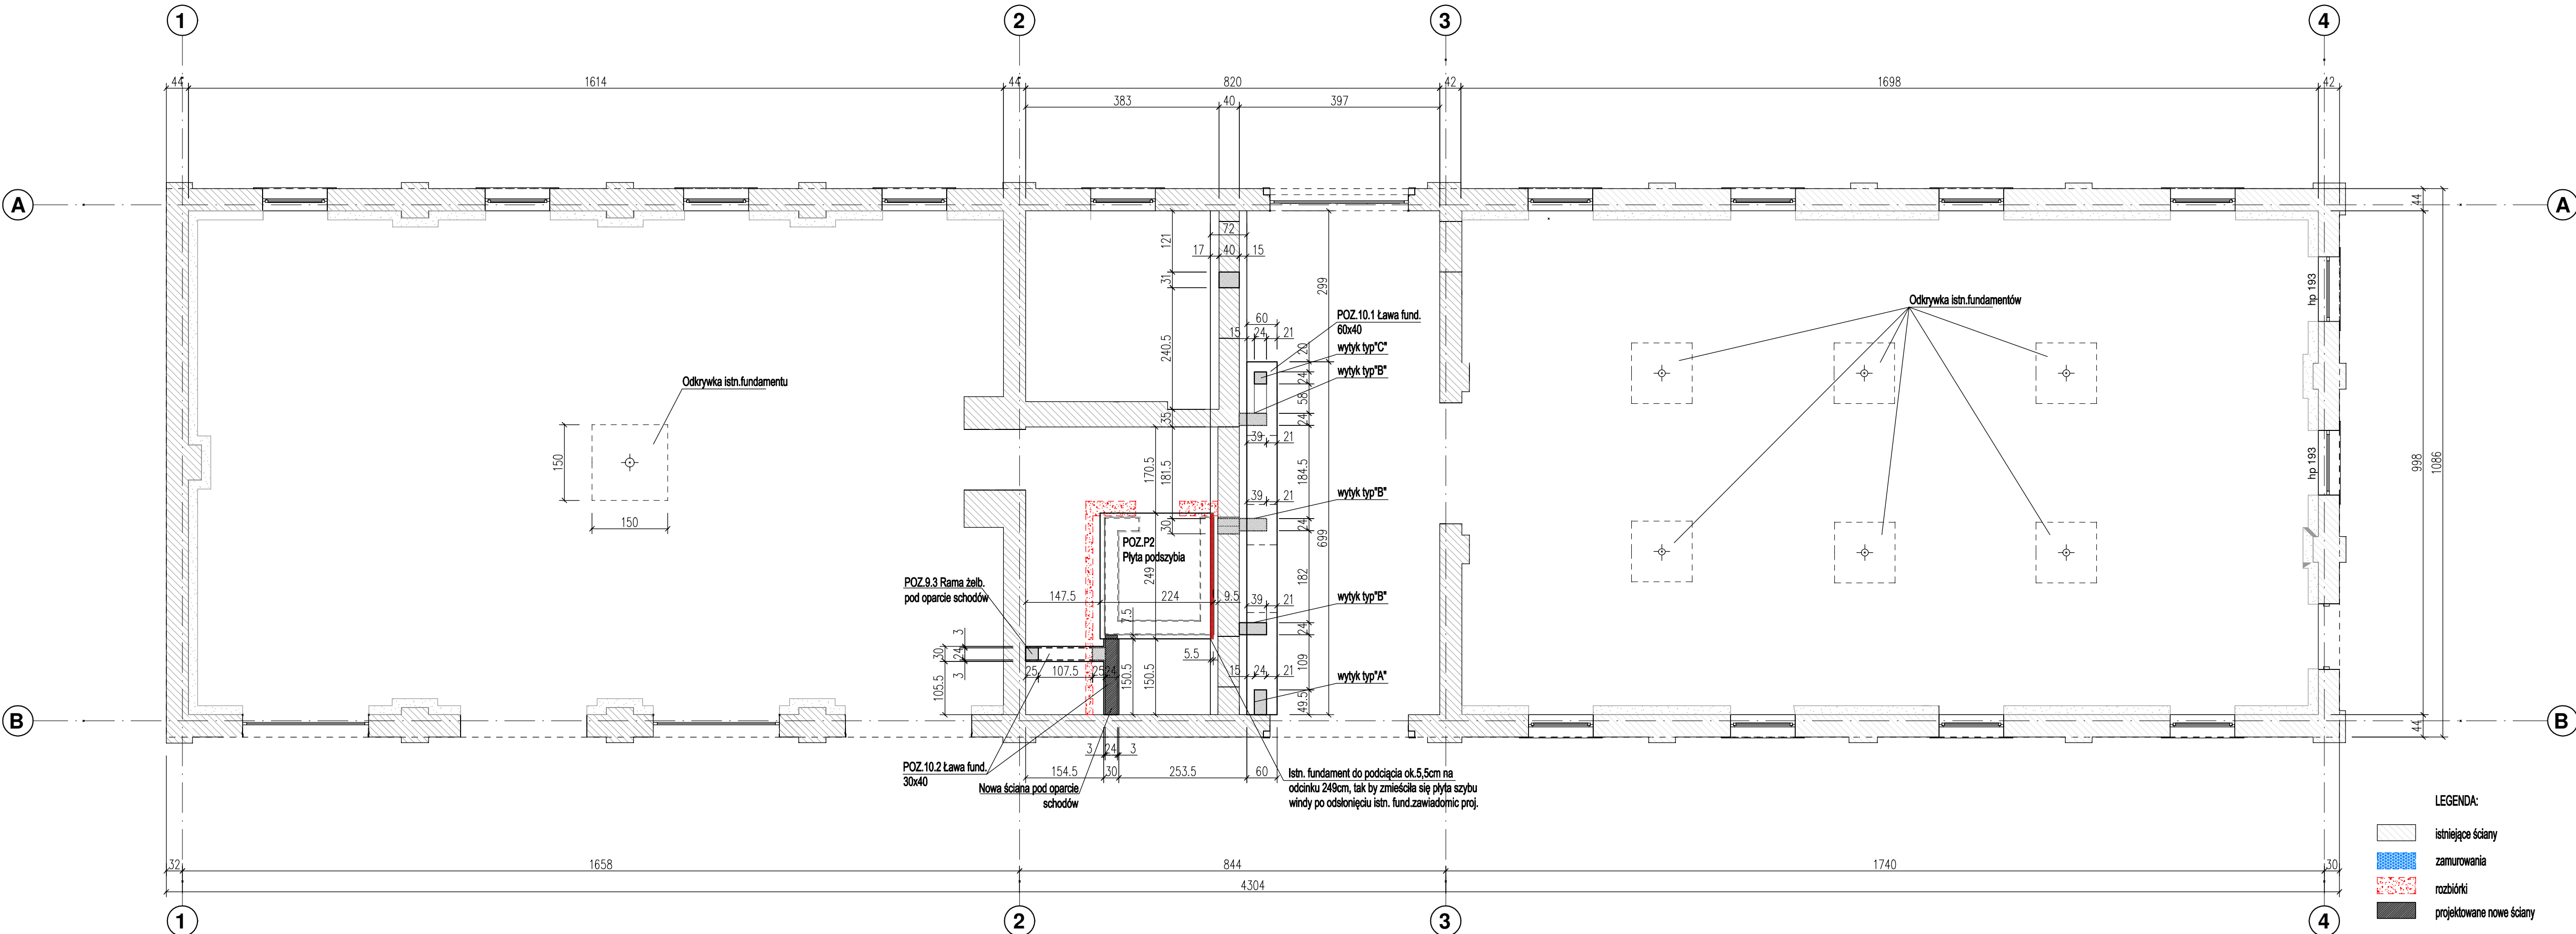 1
2
3
4
44
1614
44
820
42
1698
42
383
40
397
A
A
44
998
1086
44
121
31
240.5
35
72
17
40
15
299
60
15
24
21
POZ.10.1 Ława fund.
60x40
wytyk typ"C"
wytyk typ"B"
20
24
58
24
39
21
184.5
699
Odkrywka istn.fundamentów
hp 193
hp 193
Odkrywka istn.fundamentu
150
150
170.5
181.5
30
39
21
wytyk typ"B"
24
182
POZ.P2
Płyta podszybia
249
7.5
POZ.9.3 Rama żelb.
pod oparcie schodów
147.5
224
9.5
39
21
wytyk typ"B"
24
109
3
30
24
3
105.5
25
107.5
25
24
150.5
150.5
5.5
15
24
21
wytyk typ"A"
49.5
B
B
3
24
3
POZ.10.2 Ława fund.
30x40
154.5
30
253.5
60
Nowa ściana pod oparcie
schodów
Istn. fundament do podcięcia ok.5,5cm na
odcinku 249cm, tak by zmieściła się płyta szybu
windy po odsłonięciu istn. fund.zawiadomic proj.
LEGENDA:
istniejące ściany
zamurowania
rozbiórki
projektowane nowe ściany
32
1658
844
1740
30
4304
1
2
3
4